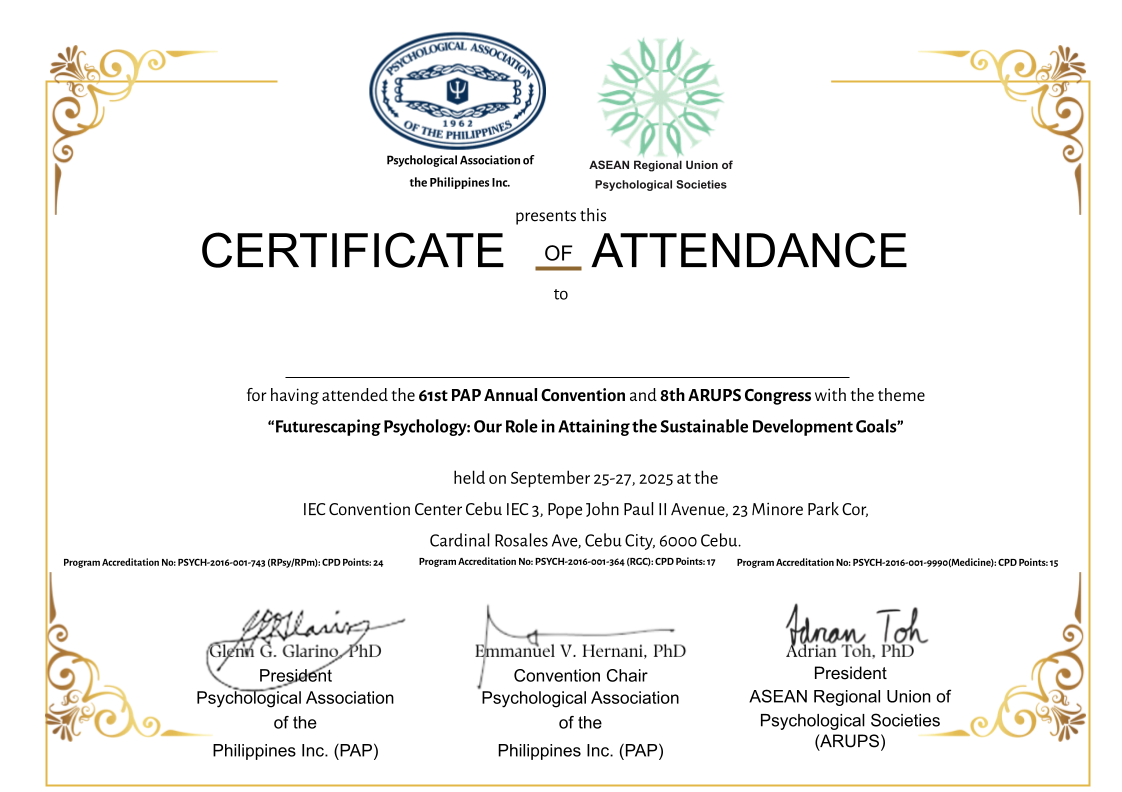 PSYCHOLOGICAL ASSOCIATION
1962
OF THE PHILIPPINES
Psychological Association of
the Philippines Inc.
ASEAN Regional Union of
Psychological Societies
presents this
CERTIFICATE OF ATTENDANCE
to
for having attended the 61st PAP Annual Convention and 8th ARUPS Congress with the theme
“Futurescaping Psychology: Our Role in Attaining the Sustainable Development Goals”
held on September 25-27, 2025 at the
IEC Convention Center Cebu IEC 3, Pope John Paul II Avenue, 23 Minore Park Cor,
Cardinal Rosales Ave, Cebu City, 6000 Cebu.
Program Accreditation No: PSYCH-2016-001-743 (RPsy/RPm): CPD Points: 24
Program Accreditation No: PSYCH-2016-001-364 (RGC): CPD Points: 17
Program Accreditation No: PSYCH-2016-001-9990(Medicine): CPD Points: 15
Glenn G. Glarino, PhD
President
Psychological Association
of the
Philippines Inc. (PAP)
Emmanuel V. Hernani, PhD
Convention Chair
Psychological Association
of the
Philippines Inc. (PAP)
Adrian Toh
Adrian Toh, PhD
President
ASEAN Regional Union of
Psychological Societies
(ARUPS)